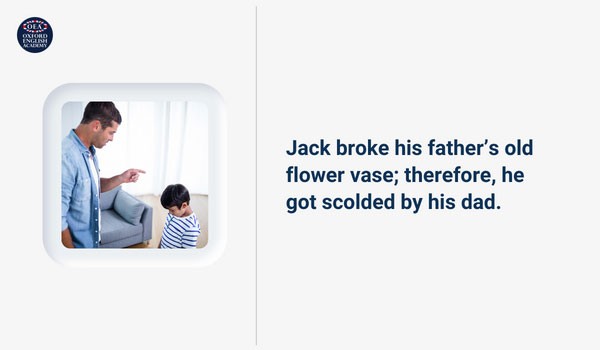 OEA
OXFORD
ENGLISH
ACADEMY
Jack broke his father’s old
flower vase; therefore, he
got scolded by his dad.